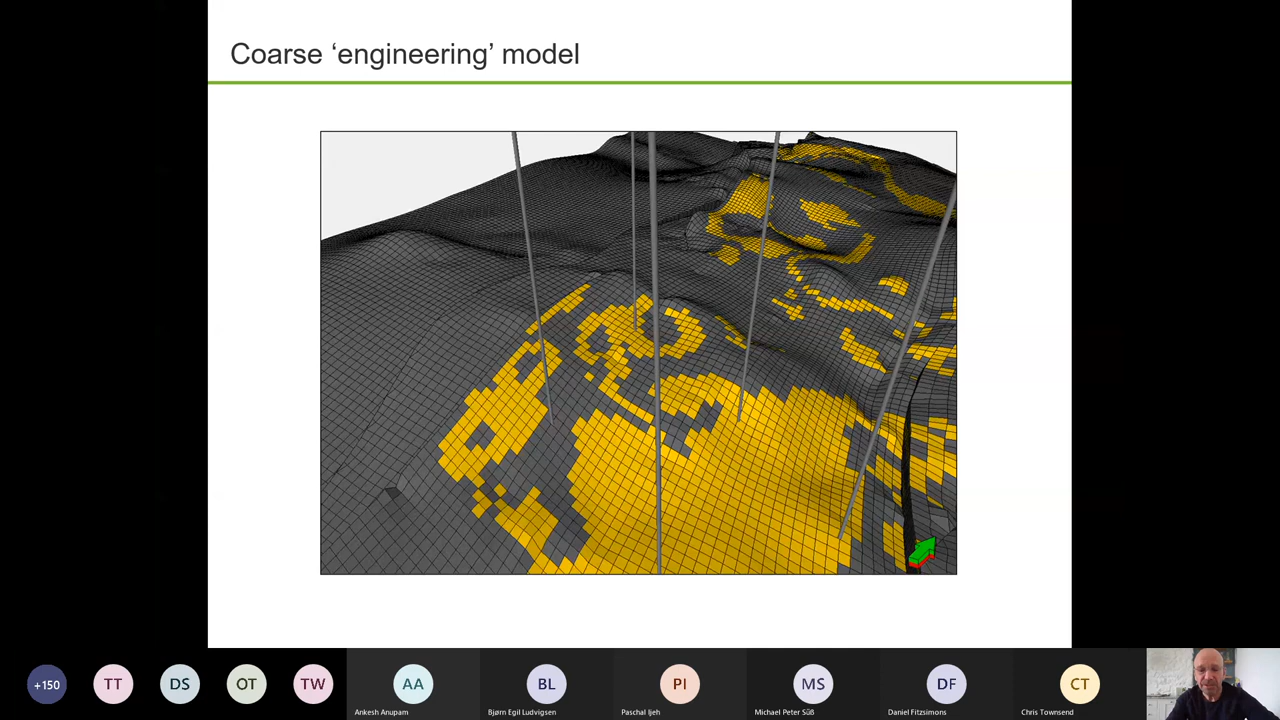 Coarse ‘engineering’ model
+150
TT
DS
OT
TW
AA
BL
PI
MS
DF
CT
Ankesh Anupam
Bjørn Egil Ludvigsen
Paschal Ijeh
Michael Peter Süß
Daniel Fitzsimons
Chris Townsend